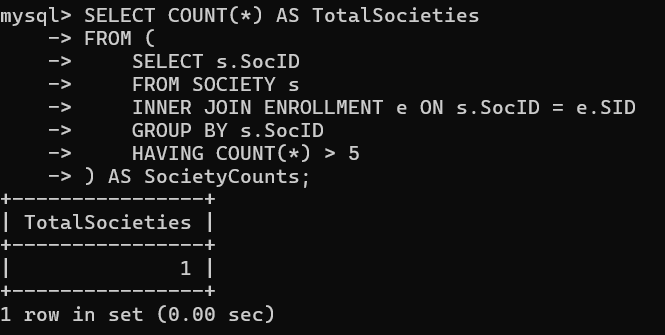 mysql> SELECT COUNT(*) AS TotalSocieties
    -> FROM (
    ->     SELECT s.SocID
    ->     FROM SOCIETY s
    ->     INNER JOIN ENROLLMENT e ON s.SocID = e.SID
    ->     GROUP BY s.SocID
    ->     HAVING COUNT(*) > 5
    -> ) AS SocietyCounts;
+----------------+
| TotalSocieties |
+----------------+
|              1 |
+----------------+
1 row in set (0.00 sec)